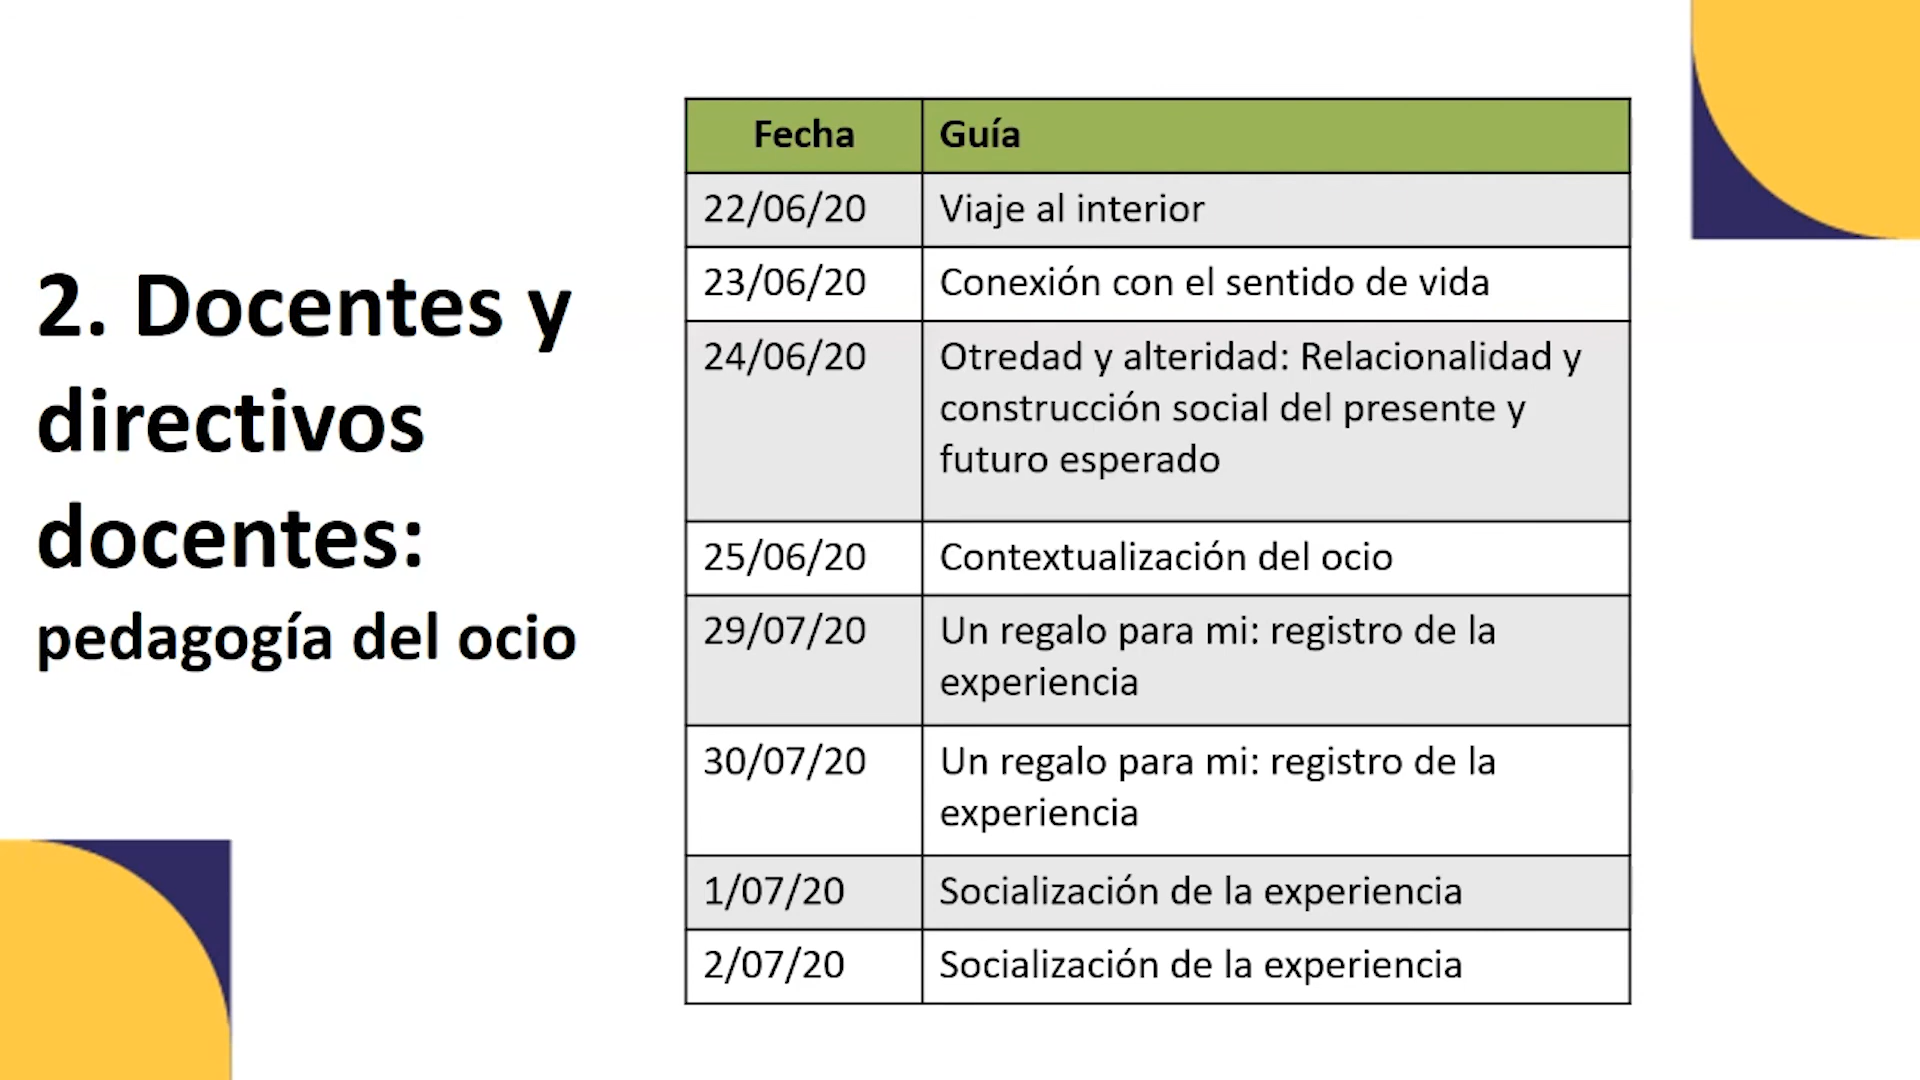 2. Docentes y
directivos
docentes:
pedagogía del ocio
Fecha Guía
22/06/20 Viaje al interior
23/06/20 Conexión con el sentido de vida
24/06/20 Otredad y alteridad: Relacionalidad y
construcción social del presente y
futuro esperado
25/06/20 Contextualización del ocio
29/07/20 Un regalo para mi: registro de la
experiencia
30/07/20 Un regalo para mi: registro de la
experiencia
1/07/20 Socialización de la experiencia
2/07/20 Socialización de la experiencia